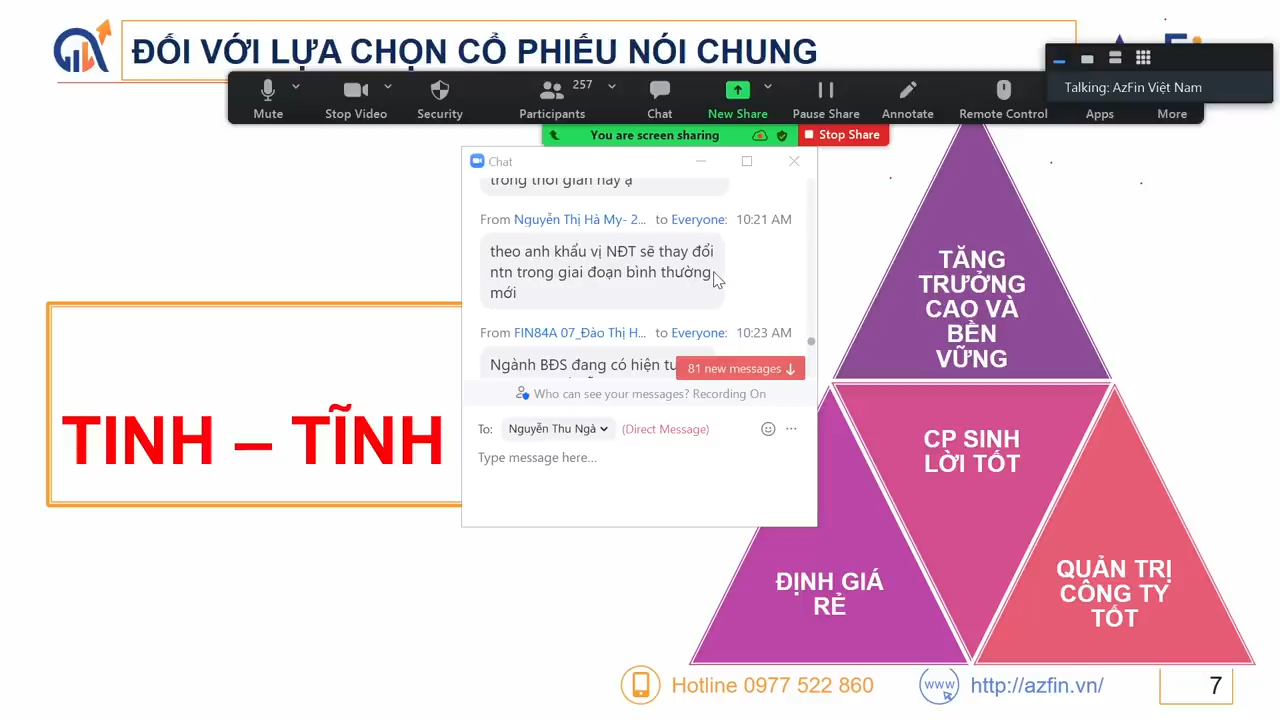 ĐỐI VỚI LỰA CHỌN CỔ PHIẾU NÓI CHUNG
Talking: AzFin Việt Nam
257
Mute
Stop Video
Security
Participants
Chat
New Share
Pause Share
Annotate
Remote Control
Apps
More
You are screen sharing
Stop Share
Chat
trong thời gian này ạ
From Nguyễn Thị Hà My- 2... to Everyone: 10:21 AM
theo anh khẩu vị NĐT sẽ thay đổi
ntn trong giai đoạn bình thường
mới
From FIN84A 07_Đào Thị H... to Everyone: 10:23 AM
Ngành BĐS đang có hiện
81 new messages
Who can see your messages? Recording On
To: Nguyễn Thu Ngà (Direct Message)
Type message here...
TINH – TĨNH
TĂNG
TRƯỞNG
CAO VÀ
BỀN
VỮNG
CP SINH
LỜI TỐT
ĐỊNH GIÁ
RẺ
QUẢN TRỊ
CÔNG TY
TỐT
Hotline 0977 522 860
www
http://azfin.vn/
7